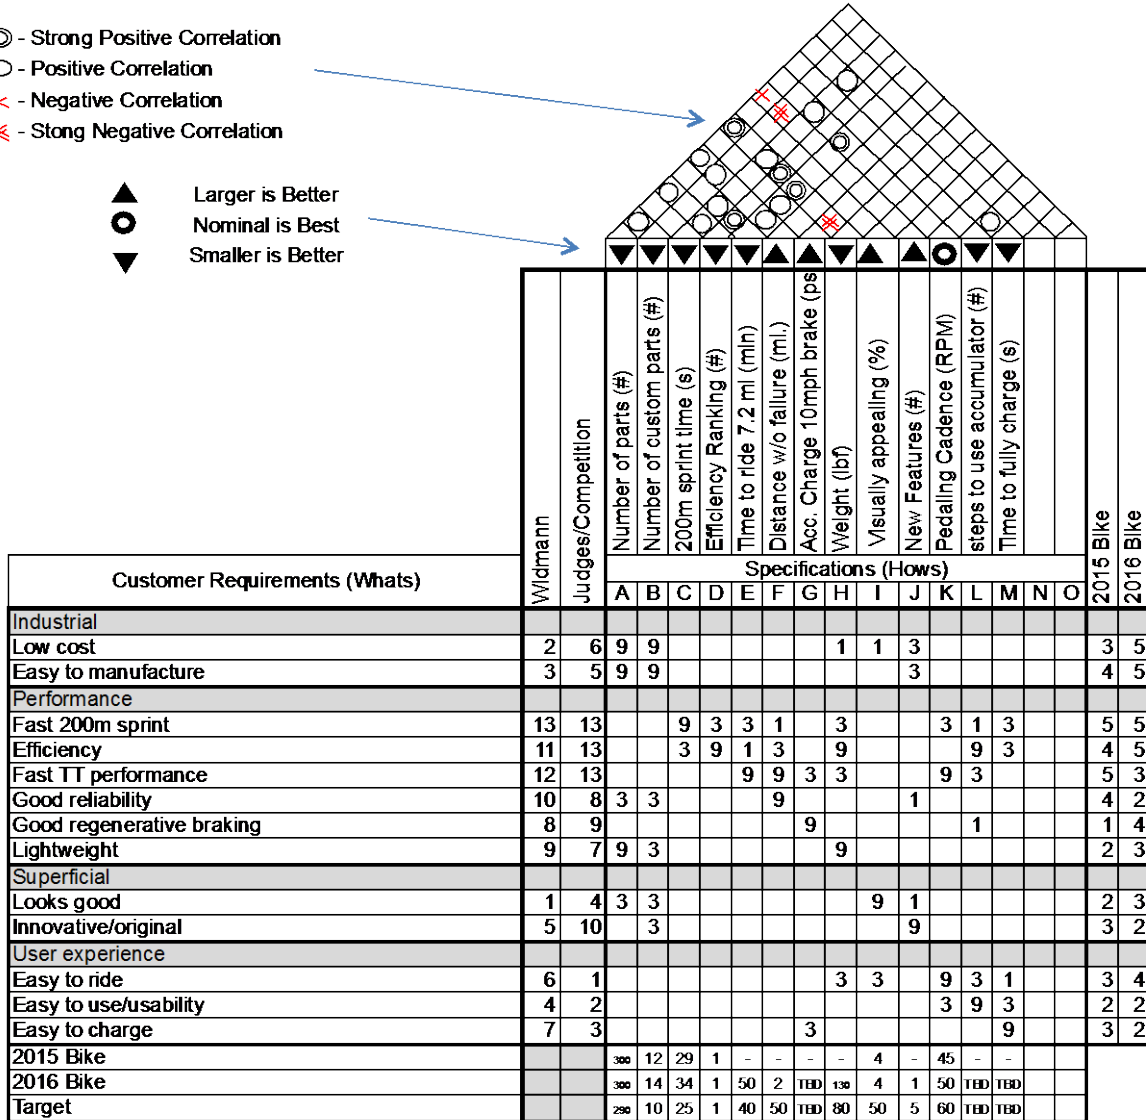 - Strong Positive Correlation
- Positive Correlation
- Negative Correlation
- Stong Negative Correlation
Larger is Better
Nominal is Best
Smaller is Better
Widmann
Judges/Competition
Number of parts (#)
Number of custom parts (#)
200m sprint time (s)
Efficiency Ranking (#)
Time to ride 7.2 mi (min)
Distance w/o failure (mi.)
Acc. Charge 10mph brake (ps
Weight (lbf)
Visually appealing (%)
New Features (#)
Pedaling Cadence (RPM)
steps to use accumulator (#)
Time to fully charge (s)
2015 Bike
2016 Bike
Customer Requirements (Whats)
Specifications (Hows)
A B C D E F G H I J K L M N O
Industrial
Low cost 2 6 9 9 1 1 3 3 5
Easy to manufacture 3 5 9 9 3 4 5
Performance
Fast 200m sprint 13 13 9 3 3 1 3 3 1 3 5 5
Efficiency 11 13 3 9 1 3 9 9 3 4 5
Fast TT performance 12 13 9 9 3 3 9 3 5 3
Good reliability 10 8 3 3 9 1 4 2
Good regenerative braking 8 9 9 1 1 4
Lightweight 9 7 9 3 9 2 3
Superficial
Looks good 1 4 3 3 9 1 2 3
Innovative/original 5 10 3 9 3 2
User experience
Easy to ride 6 1 3 3 9 3 1 3 4
Easy to use/usability 4 2 3 9 3 2 2
Easy to charge 7 3 3 9 3 2
2015 Bike 300 12 29 1 - - - - 4 - 45 - -
2016 Bike 300 14 34 1 50 2 TBD 130 4 1 50 TBD TBD
Target 290 10 25 1 40 50 TBD 80 50 5 60 TBD TBD